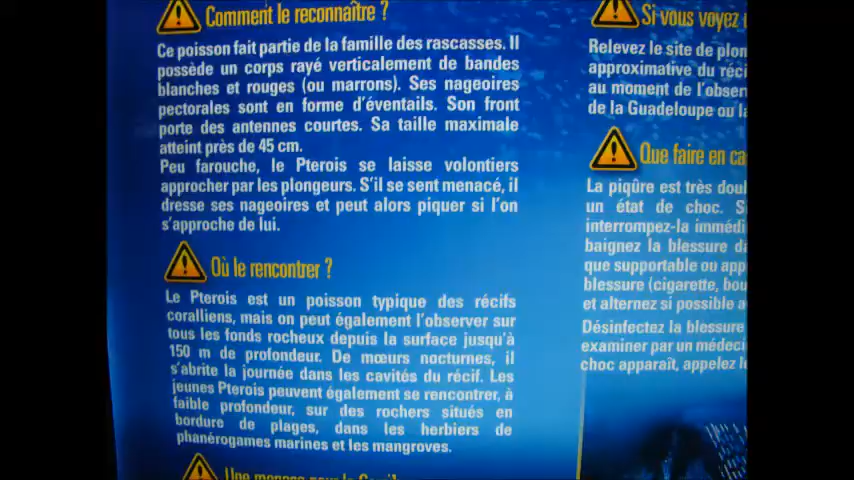 Comment le reconnaître ?
Ce poisson fait partie de la famille des rascasses. Il
possède un corps rayé verticalement de bandes
blanches et rouges (ou marrons). Ses nageoires
pectorales sont en forme d'éventails. Son front
porte des antennes courtes. Sa taille maximale
atteint près de 45 cm.
Peu farouche, le Pterois se laisse volontiers
approcher par les plongeurs. S'il se sent menacé, il
dresse ses nageoires et peut alors piquer si l'on
s'approche de lui.
Où le rencontrer ?
Le Pterois est un poisson typique des récifs
coralliens, mais on peut également l'observer sur
tous les fonds rocheux depuis la surface jusqu'à
150 m de profondeur. De mœurs nocturnes, il
s'abrite la journée dans les cavités du récif. Les
jeunes Pterois peuvent également se rencontrer, à
faible profondeur, sur des rochers situés en
bordure de plages, dans les herbiers de
phanérogames marines et les mangroves.
Une menace pour la
Si vous voyez
Relevez le site de plon
approximative du réci
au moment de l'obser
de la Guadeloupe ou
Que faire en ca
La piqûre est très doul
un état de choc. S
interrompez-la immédi
baignez la blessure
que supportable ou app
blessure (cigarette, bou
et alternez si possible a
Désinfectez la blessure
examiner par un médeci
choc apparaît, appelez